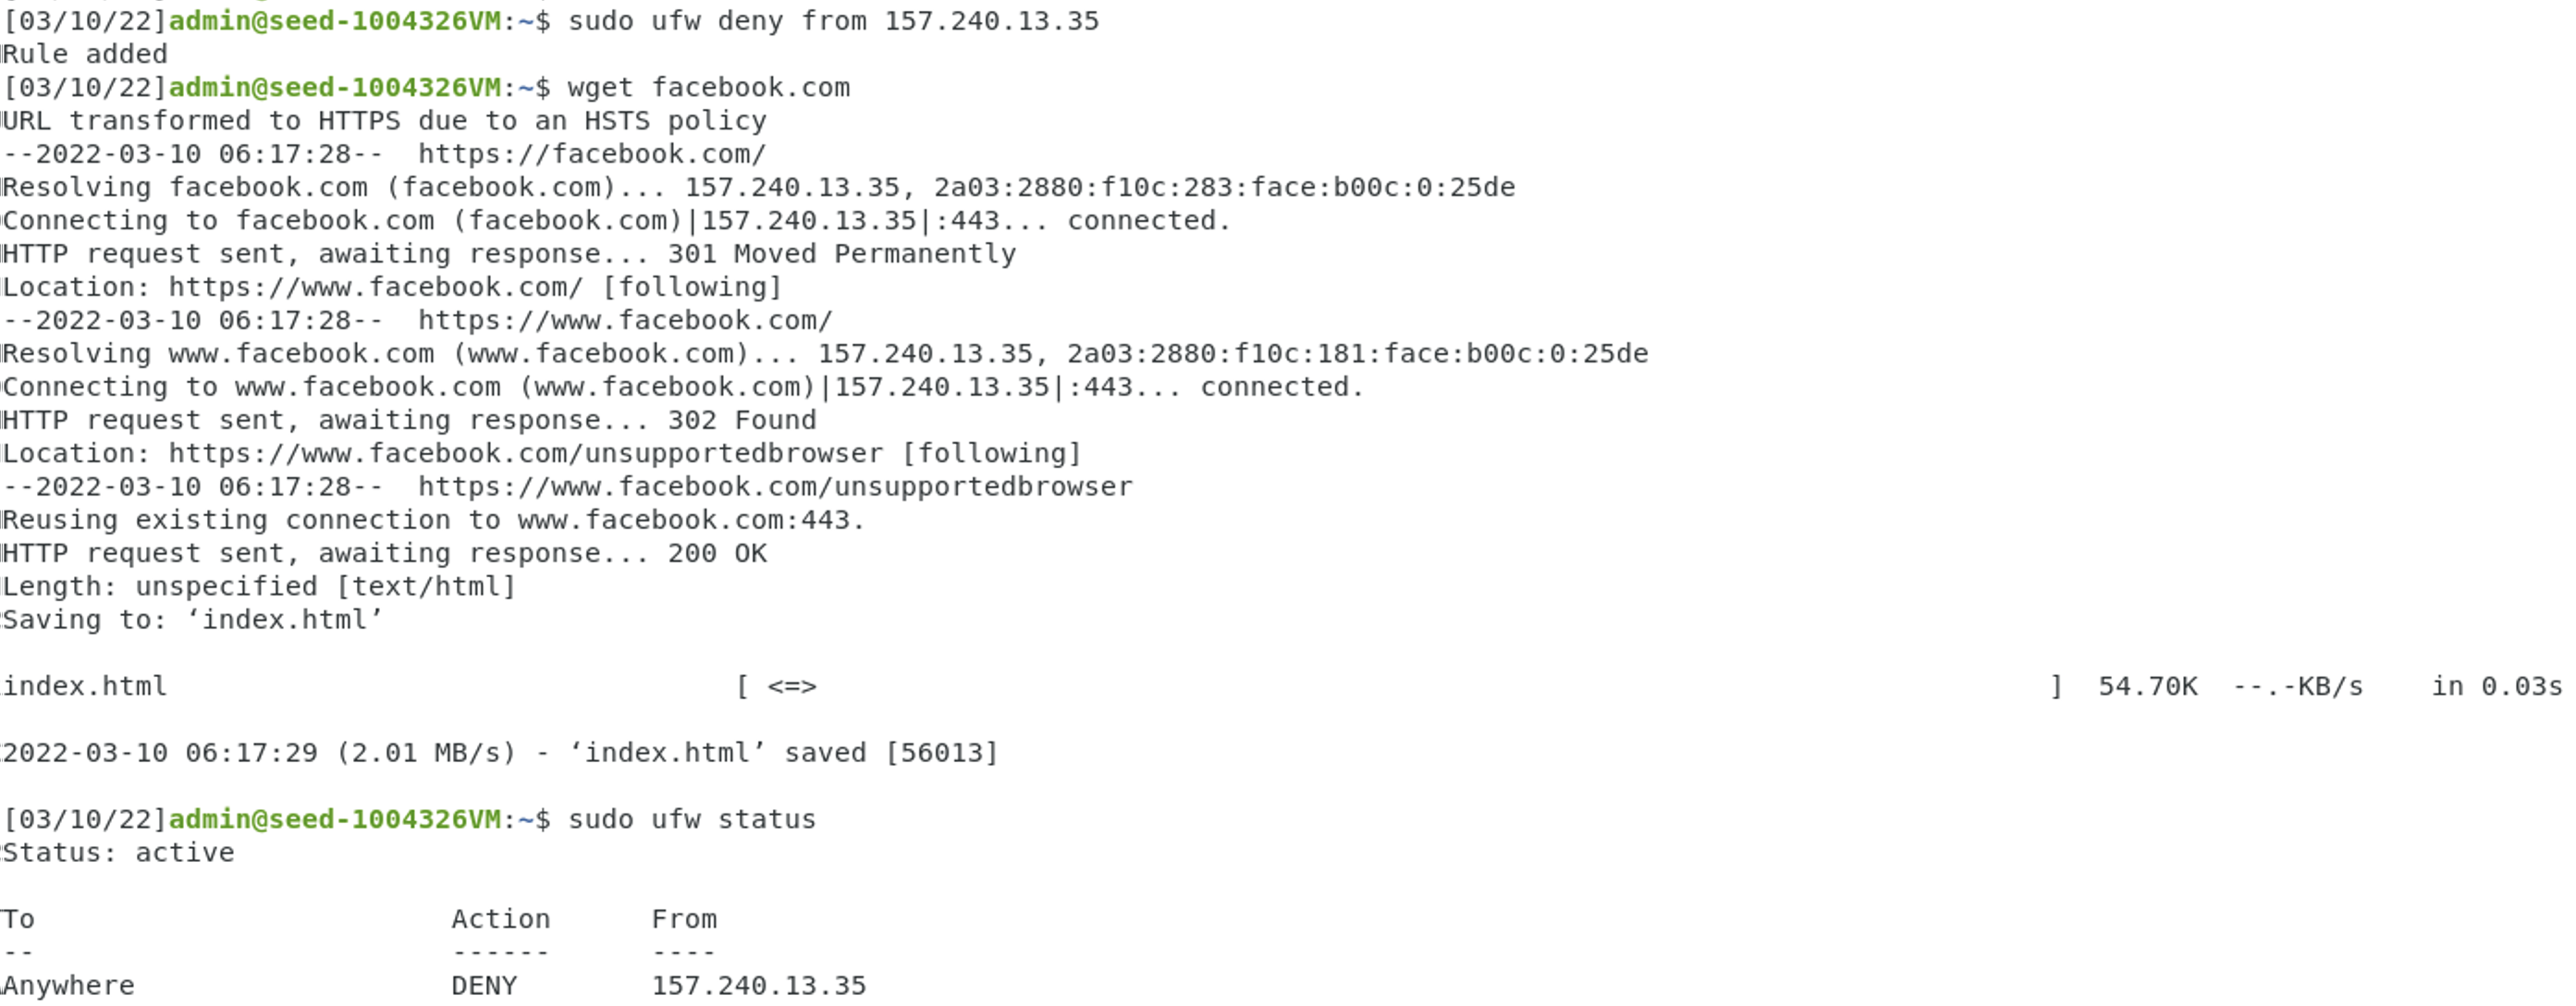 [03/10/22]admin@seed-1004326VM:~$ sudo ufw deny from 157.240.13.35
Rule added
[03/10/22]admin@seed-1004326VM:~$ wget facebook.com
URL transformed to HTTPS due to an HSTS policy
--2022-03-10 06:17:28--  https://facebook.com/
Resolving facebook.com (facebook.com)... 157.240.13.35, 2a03:2880:f10c:283:face:b00c:0:25de
Connecting to facebook.com (facebook.com)|157.240.13.35|:443... connected.
HTTP request sent, awaiting response... 301 Moved Permanently
Location: https://www.facebook.com/ [following]
--2022-03-10 06:17:28--  https://www.facebook.com/
Resolving www.facebook.com (www.facebook.com)... 157.240.13.35, 2a03:2880:f10c:181:face:b00c:0:25de
Connecting to www.facebook.com (www.facebook.com)|157.240.13.35|:443... connected.
HTTP request sent, awaiting response... 302 Found
Location: https://www.facebook.com/unsupportedbrowser [following]
--2022-03-10 06:17:28--  https://www.facebook.com/unsupportedbrowser
Reusing existing connection to www.facebook.com:443.
HTTP request sent, awaiting response... 200 OK
Length: unspecified [text/html]
Saving to: ‘index.html’
index.html                [ <=>                ]  54.70K  --.-KB/s    in 0.03s
2022-03-10 06:17:29 (2.01 MB/s) - ‘index.html’ saved [56013]
[03/10/22]admin@seed-1004326VM:~$ sudo ufw status
Status: active
To                         Action      From
--                         ------      ----
Anywhere                   DENY        157.240.13.35